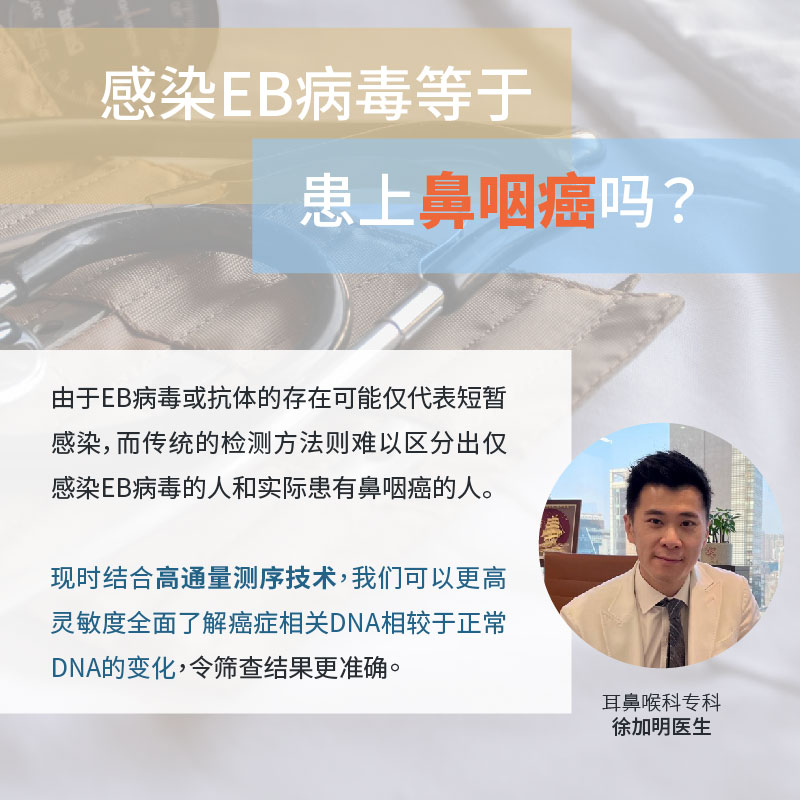 感染EB病毒等于
患上鼻咽癌吗？
由于EB病毒或抗体的存在可能仅代表短暂
感染，而传统的检测方法则难以区分出仅
感染EB病毒的人和实际患有鼻咽癌的人。
现时结合高通量测序技术，我们可以更高
灵敏度全面了解癌症相关DNA相较于正常
DNA的变化，令筛查结果更准确。
耳鼻喉科专科
徐加明医生